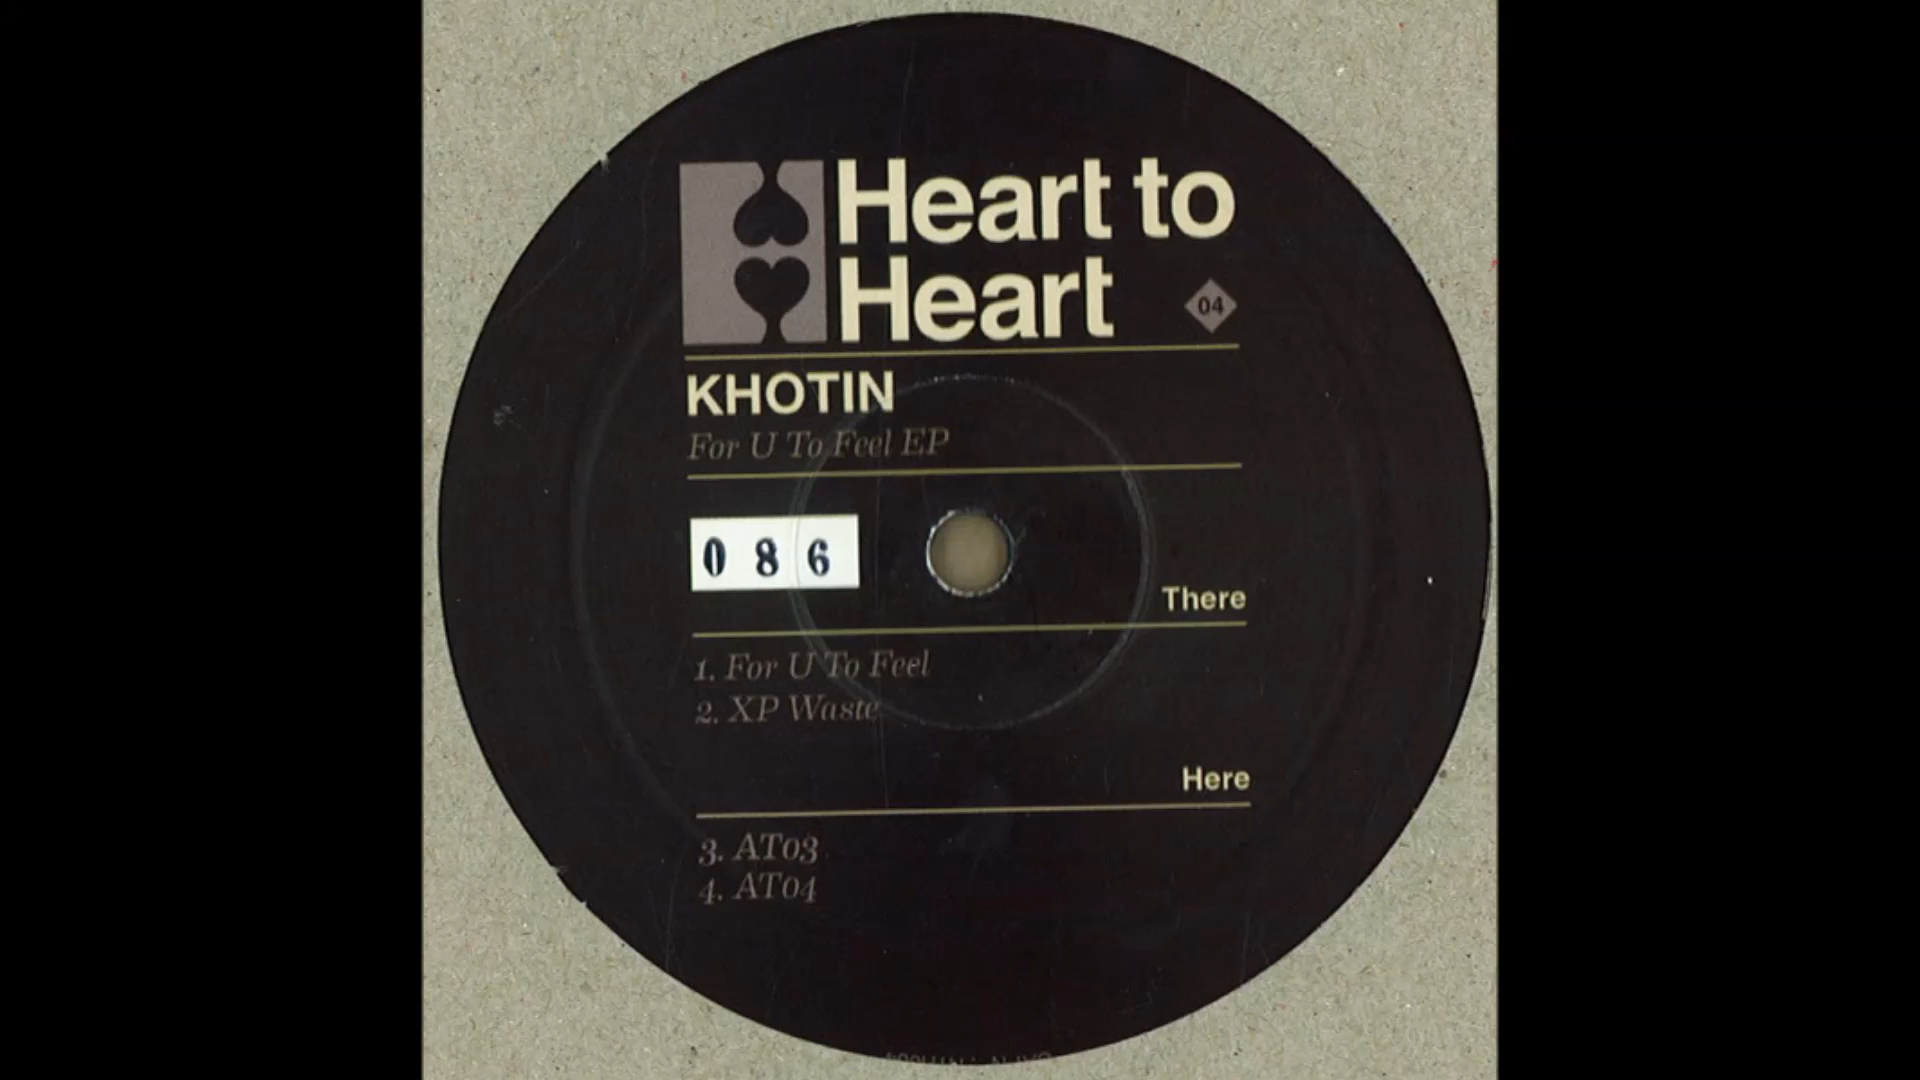 Heart to
Heart
04
KHOTIN
For U To Feel EP
086
There
1. For U To Feel
2. XP Waste
Here
3. AT03
4. AT04